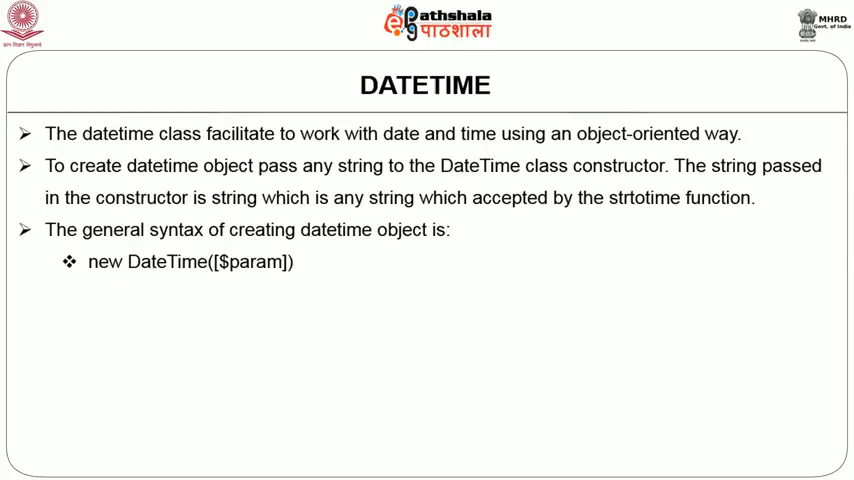 ePathshala
pg पाठशाला
MHRD
Govt. of India
DATETIME
➢ The datetime class facilitate to work with date and time using an object-oriented way.
➢ To create datetime object pass any string to the DateTime class constructor. The string passed
in the constructor is string which is any string which accepted by the strtotime function.
➢ The general syntax of creating datetime object is:
❖ new DateTime([$param])